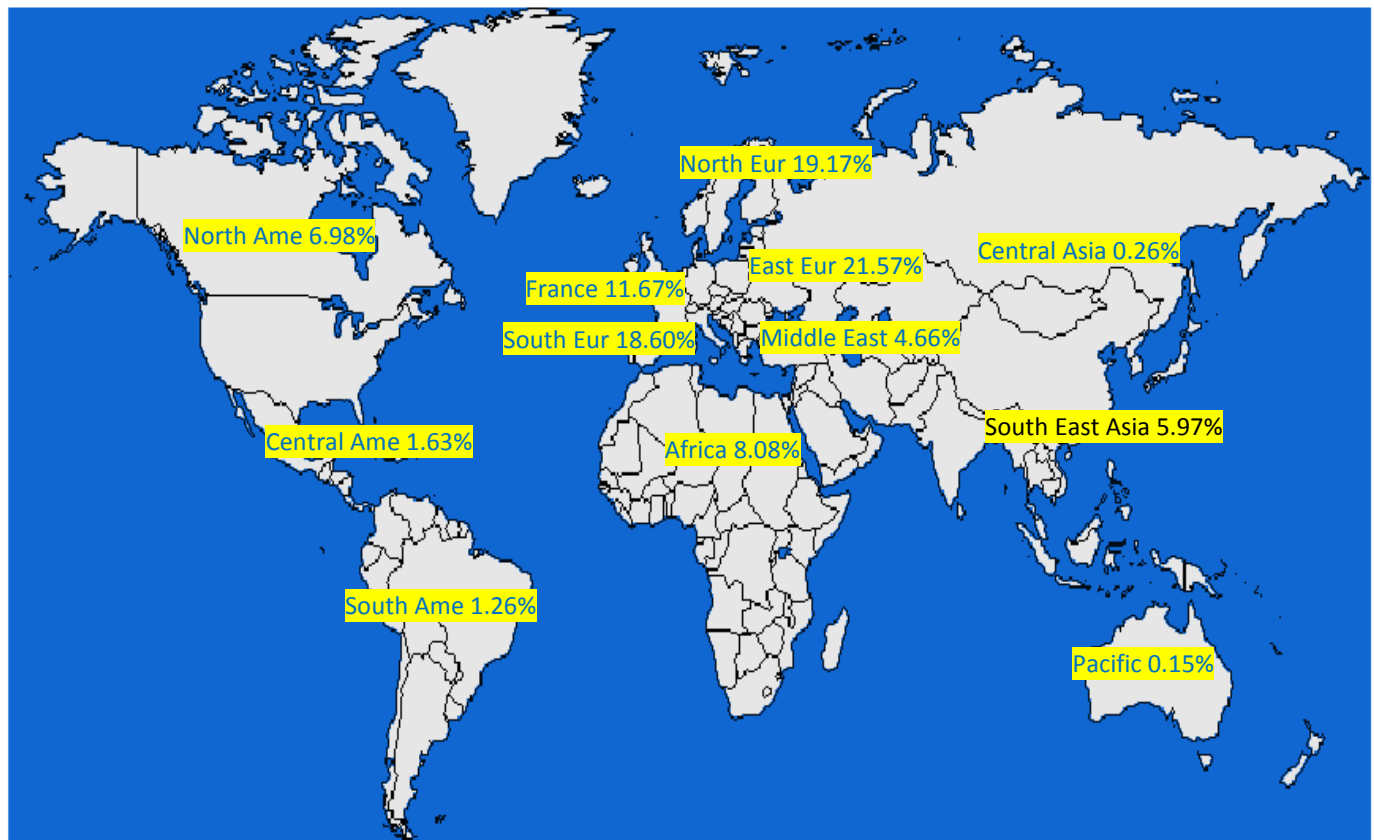 North Eur 19.17%
North Ame 6.98%
Central Asia 0.26%
East Eur 21.57%
France 11.67%
South Eur 18.60%
Middle East 4.66%
South East Asia 5.97%
Central Ame 1.63%
Africa 8.08%
South Ame 1.26%
Pacific 0.15%